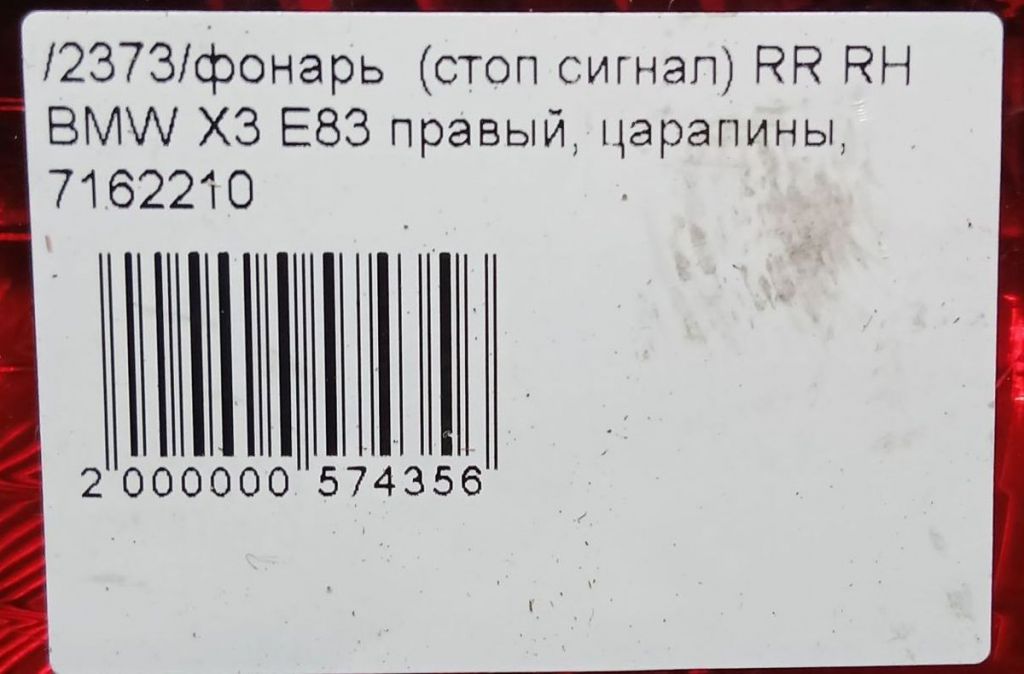 /2373/фонарь (стоп сигнал) RR RH
BMW X3 E83 правый, царапины,
7162210
2 000000 574356